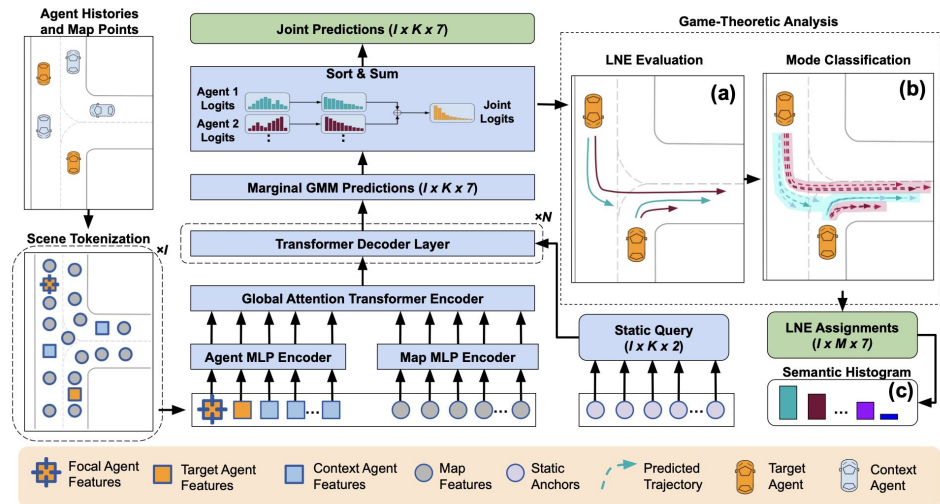 Agent Histories
and Map Points
Scene Tokenization
×I
Joint Predictions (I x K x 7)
Sort & Sum
Agent 1
Logits
Agent 2
Logits
Joint
Logits
Marginal GMM Predictions (I x K x 7)
×N
Transformer Decoder Layer
Global Attention Transformer Encoder
Agent MLP Encoder
Map MLP Encoder
Static Query
(I x K x 2)
Game-Theoretic Analysis
LNE Evaluation
(a)
Mode Classification
(b)
LNE Assignments
(I x M x 7)
Semantic Histogram
(c)
Focal Agent
Features
Target Agent
Features
Context Agent
Features
Map
Features
Static
Anchors
Predicted
Trajectory
Target
Agent
Context
Agent